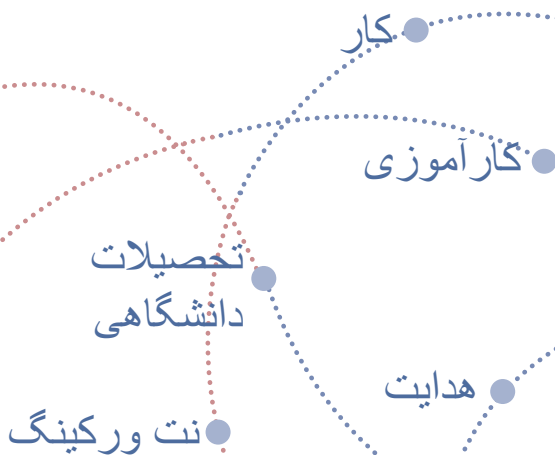 کار
کارآموزی
تحصیلات
دانشگاهی
هدایت
نت ورکینگ